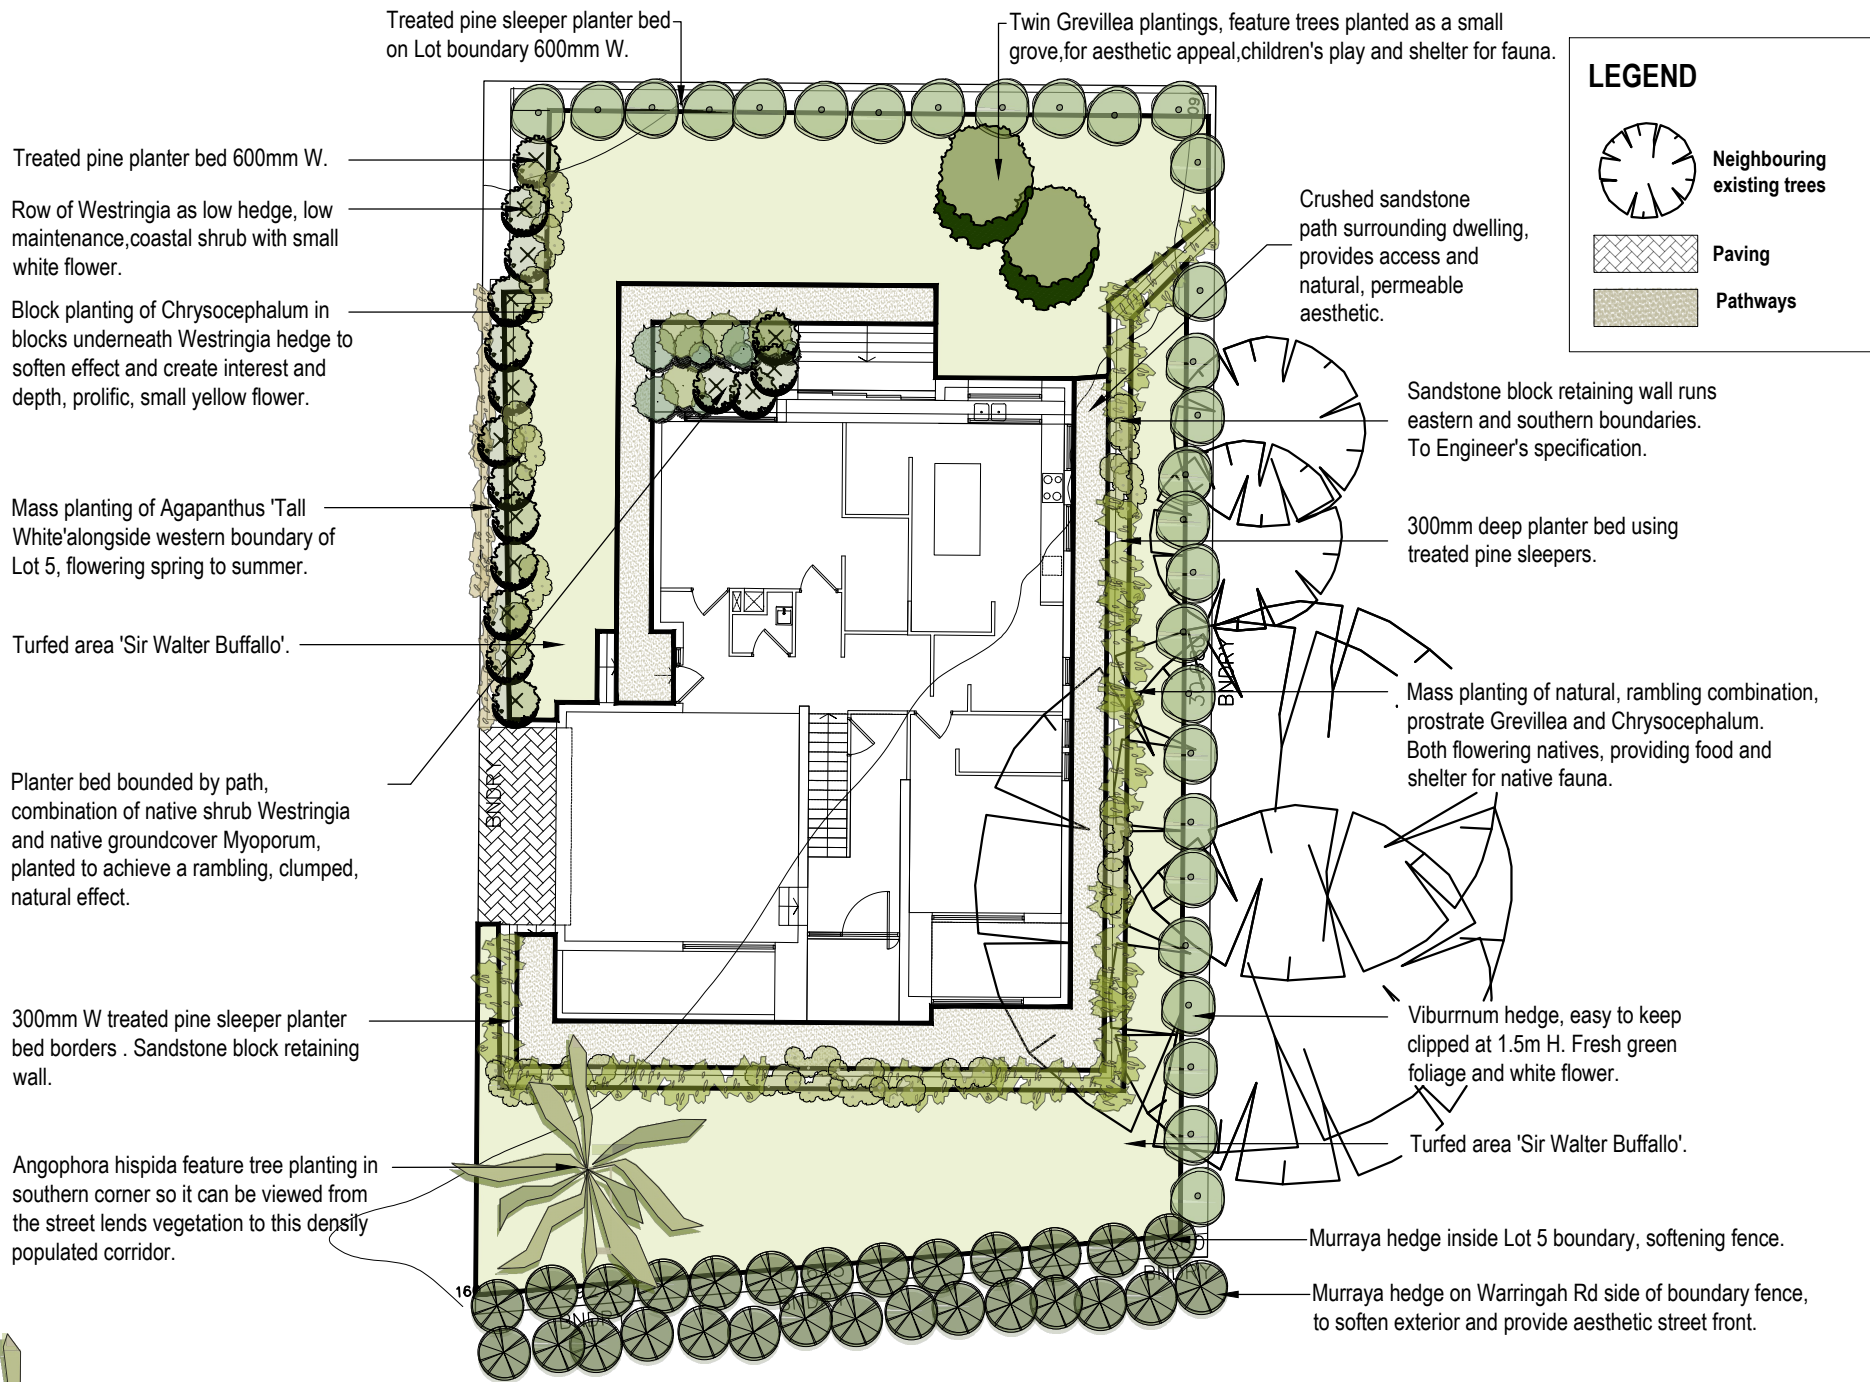 Treated pine sleeper planter bed
on Lot boundary 600mm W.
Twin Grevillea plantings, feature trees planted as a small
grove,for aesthetic appeal,children's play and shelter for fauna.
LEGEND
Neighbouring
existing trees
Paving
Pathways
Treated pine planter bed 600mm W.
Row of Westringia as low hedge, low
maintenance,coastal shrub with small
white flower.
Block planting of Chrysocephalum in
blocks underneath Westringia hedge to
soften effect and create interest and
depth, prolific, small yellow flower.
Mass planting of Agapanthus 'Tall
White'alongside western boundary of
Lot 5, flowering spring to summer.
Turfed area 'Sir Walter Buffallo'.
Planter bed bounded by path,
combination of native shrub Westringia
and native groundcover Myoporum,
planted to achieve a rambling, clumped,
natural effect.
300mm W treated pine sleeper planter
bed borders . Sandstone block retaining
wall.
Angophora hispida feature tree planting in
southern corner so it can be viewed from
the street lends vegetation to this densily
populated corridor.
Crushed sandstone
path surrounding dwelling,
provides access and
natural, permeable
aesthetic.
Sandstone block retaining wall runs
eastern and southern boundaries.
To Engineer's specification.
300mm deep planter bed using
treated pine sleepers.
Mass planting of natural, rambling combination,
prostrate Grevillea and Chrysocephalum.
Both flowering natives, providing food and
shelter for native fauna.
Viburrnum hedge, easy to keep
clipped at 1.5m H. Fresh green
foliage and white flower.
Turfed area 'Sir Walter Buffallo'.
Murraya hedge inside Lot 5 boundary, softening fence.
Murraya hedge on Warringah Rd side of boundary fence,
to soften exterior and provide aesthetic street front.
BNDRY
BNDRY
BNDRY
BNDRY
BNDRY